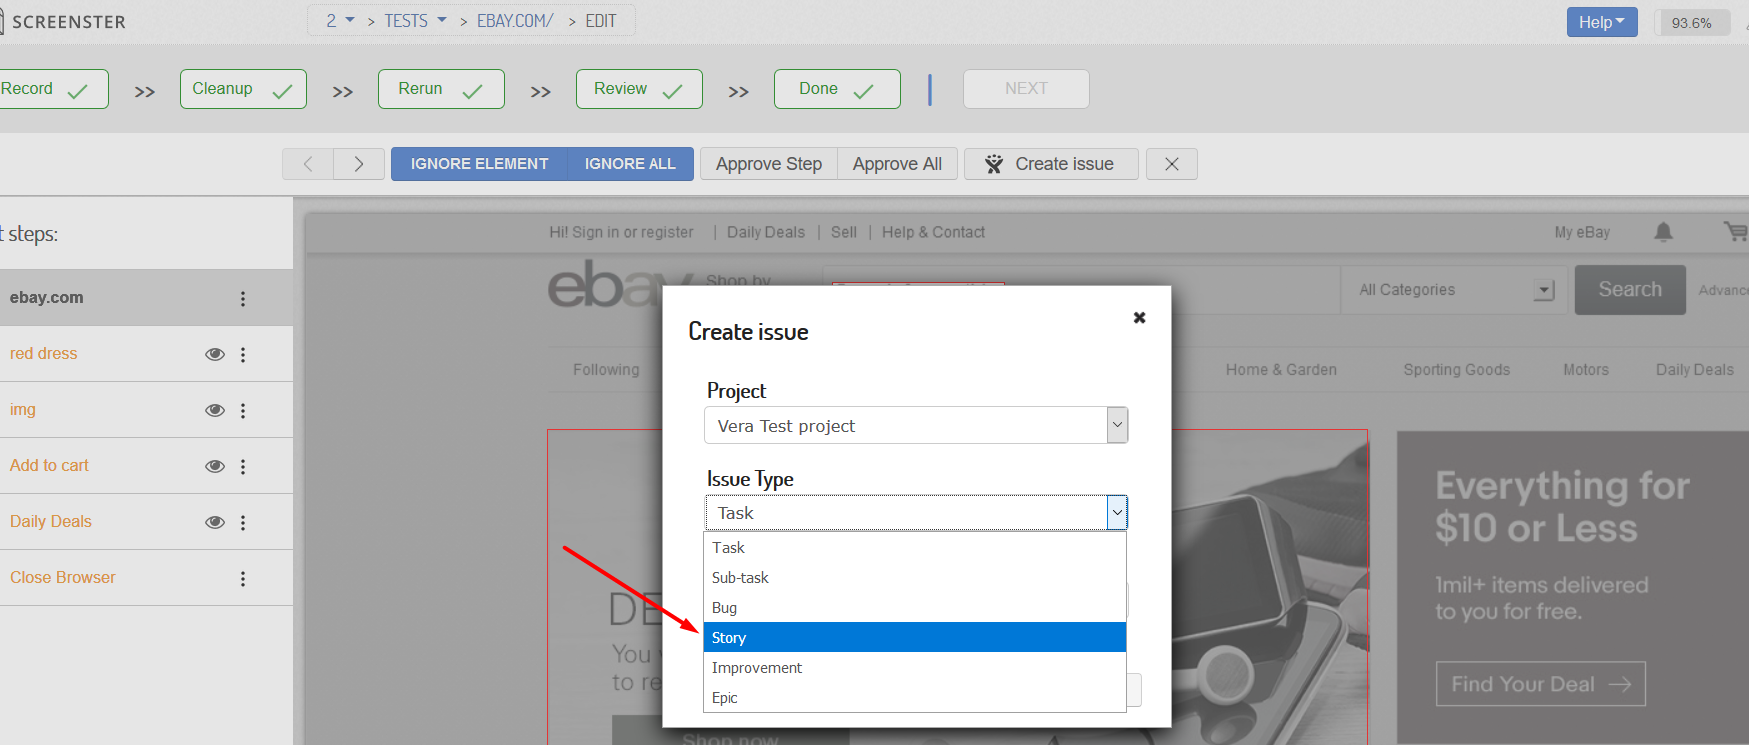 SCREENSTER
2 > TESTS > EBAY.COM/ > EDIT
Help
93.6%
Record >> Cleanup >> Rerun >> Review >> Done NEXT
IGNORE ELEMENT IGNORE ALL Approve Step Approve All Create issue
steps:
ebay.com
red dress
img
Add to cart
Daily Deals
Close Browser
Hi! Sign in or register | Daily Deals | Sell | Help & Contact My eBay
ebay Shop by All Categories Search
Following Home & Garden Sporting Goods Motors Daily Deals
Create issue
Project
Vera Test project
Issue Type
Task
Task
Sub-task
Bug
Story
Improvement
Epic
You
to re
Shop now
Everything for
$10 or Less
1mil+ items delivered
to you for free.
Find Your Deal